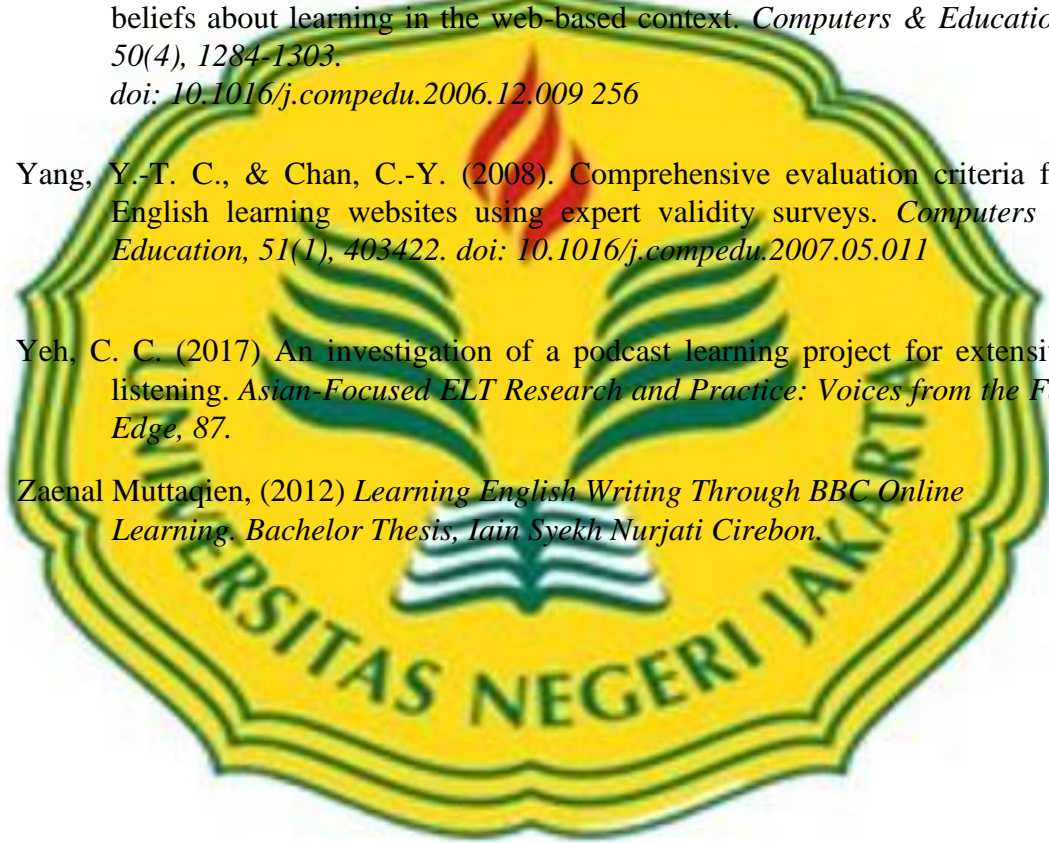 beliefs about learning in the web-based context. Computers & Educatio
50(4), 1284-1303.
doi: 10.1016/j.compedu.2006.12.009 256
Yang, Y.-T. C., & Chan, C.-Y. (2008). Comprehensive evaluation criteria f
English learning websites using expert validity surveys. Computers
Education, 51(1), 403422. doi: 10.1016/j.compedu.2007.05.011
Yeh, C. C. (2017) An investigation of a podcast learning project for extensi
listening. Asian-Focused ELT Research and Practice: Voices from the F
Edge, 87.
Zaenal Muttaqien, (2012) Learning English Writing Through BBC Online
Learning. Bachelor Thesis, Iain Syekh Nurjati Cirebon.
UNIVERSITAS NEGERI JAKARTA